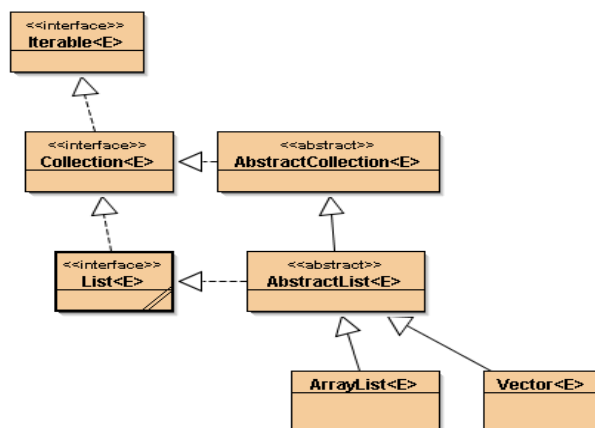 <<interface>>
Iterable<E>
<<interface>>
Collection<E>
<<abstract>>
AbstractCollection<E>
<<interface>>
List<E>
<<abstract>>
AbstractList<E>
ArrayList<E>
Vector<E>